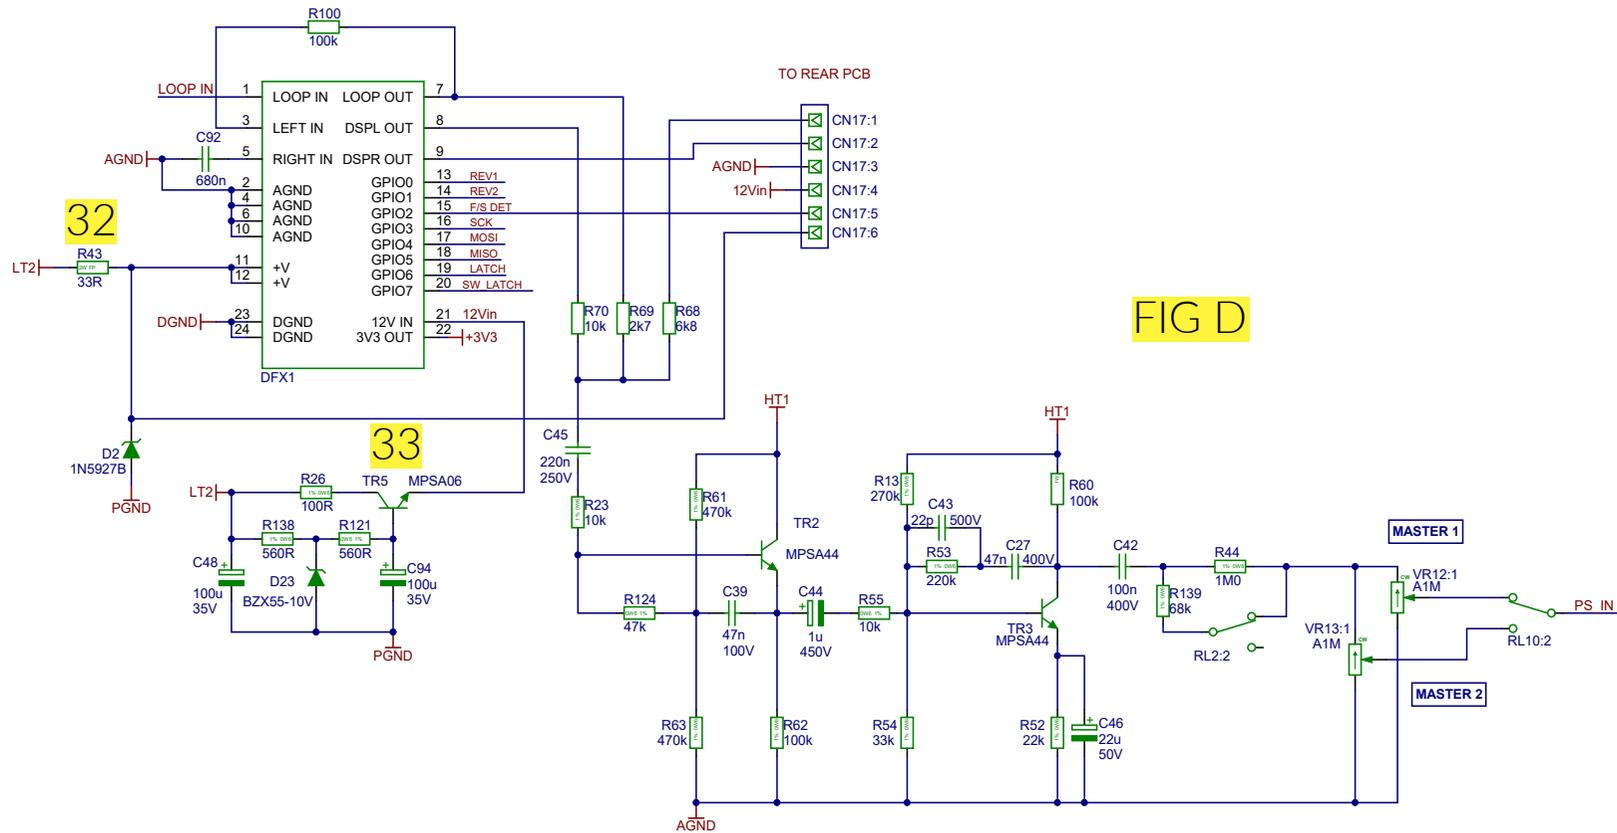 R100
100k
TO REAR PCB
LOOP IN 1 LOOP IN LOOP OUT 7
3 LEFT IN DSPL OUT 8
C92
680n
AGND 5 RIGHT IN DSPR OUT 9
GPIO0 13 REV1
2 AGND GPIO1 14 REV2
4 AGND GPIO2 15 F/S DET
6 AGND GPIO3 16 SCK
10 AGND GPIO4 17 MOSI
GPIO5 18 MISO
11 +V GPIO6 19 LATCH
12 +V GPIO7 20 SW_LATCH
DGND 23 DGND 12V IN 21 12Vin
24 DGND 3V3 OUT 22 +3V3
DFX1
CN17:1
CN17:2
AGND CN17:3
12Vin CN17:4
CN17:5
CN17:6
32
R43
LT2
33R
R70
10k
R69
2k7
R68
6k8
FIG D
D2
1N5927B
PGND
33
LT2
R26
100R
TR5 MPSA06
R138
560R
R121
560R
C48
100u
35V
D23
BZX55-10V
C94
100u
35V
PGND
C45
220n
250V
R23
10k
HT1
R61
470k
TR2
MPSA44
R124
47k
C39
47n
100V
C44
1u
450V
R55
10k
R63
470k
R62
100k
AGND
HT1
R13
270k
C43
22p 500V
R53
220k
C27
47n 400V
R60
100k
TR3
MPSA44
R54
33k
R52
22k
C46
22u
50V
C42
100n
400V
R44
1M0
R139
68k
RL2:2
MASTER 1
VR12:1
A1M
CW
VR13:1
A1M
CW
MASTER 2
RL10:2
PS_IN